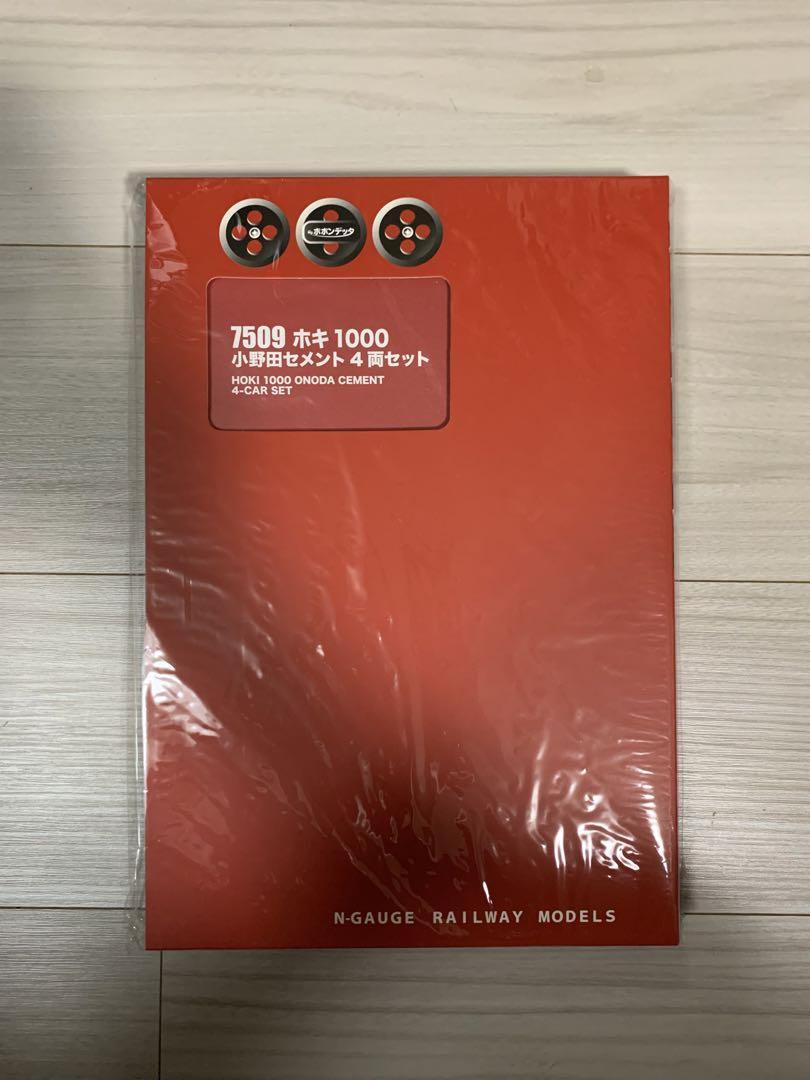 by ポポンデッタ
7509 ホキ1000
小野田セメント 4両セット
HOKI 1000 ONODA CEMENT
4-CAR SET
N-GAUGE RAILWAY MODELS